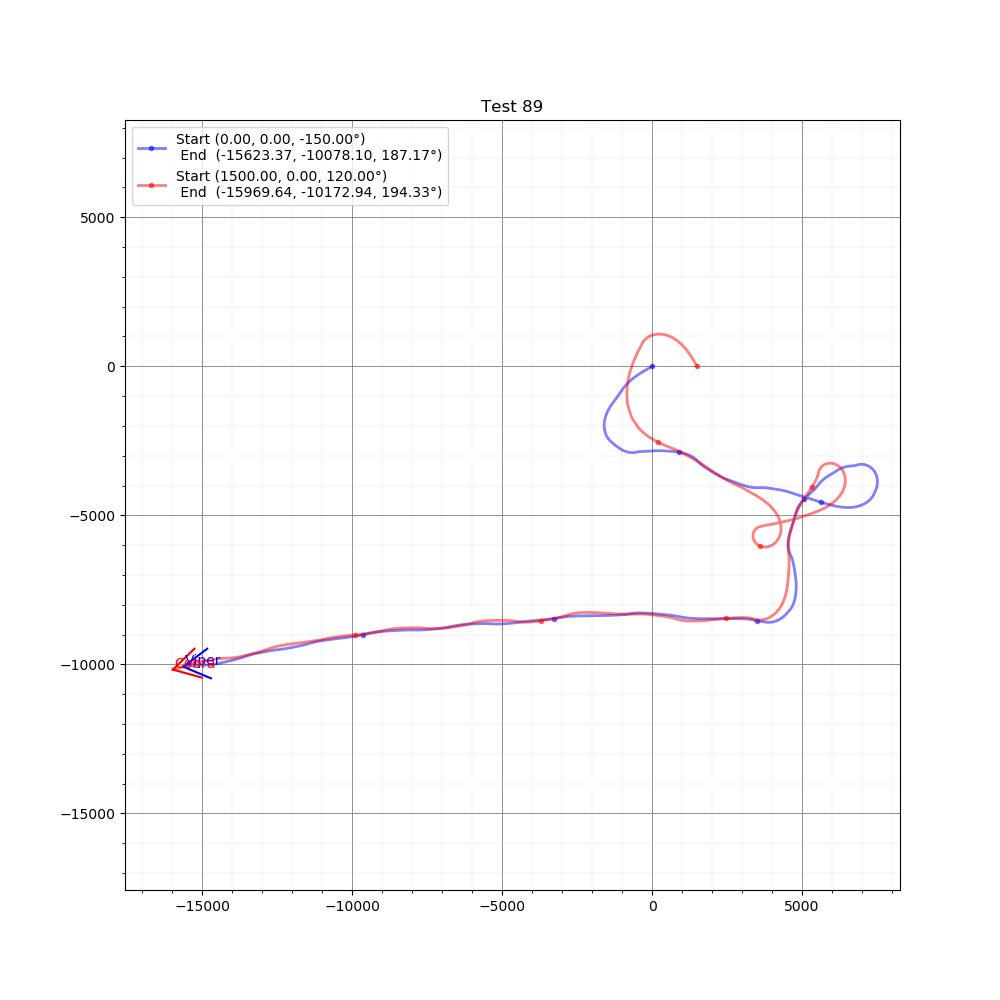 Test 89
Start (0.00, 0.00, -150.00°)
End  (-15623.37, -10078.10, 187.17°)
Start (1500.00, 0.00, 120.00°)
End  (-15969.64, -10172.94, 194.33°)
5000
0
−5000
−10000
−15000
Viper
−15000
−10000
−5000
0
5000